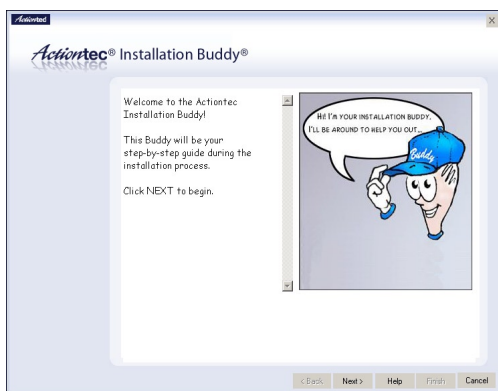 Actiontec
Actiontec® Installation Buddy®
Welcome to the Actiontec
Installation Buddy!
This Buddy will be your
step-by-step guide during the
installation process.
Click NEXT to begin.
HI! I'M YOUR INSTALLATION BUDDY,
I'LL BE AROUND TO HELP YOU OUT...
Buddy
< Back Next > Help Finish Cancel